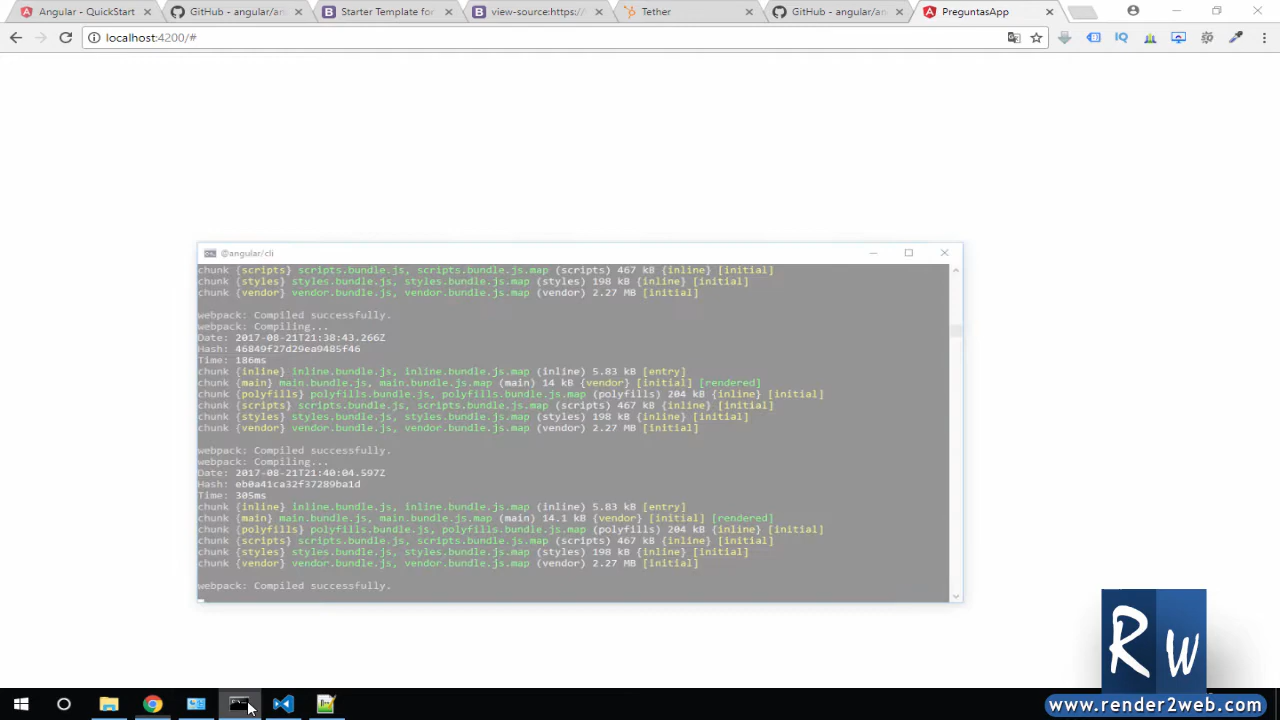 Angular - QuickStart
GitHub - angular/an
Starter Template for
view-source:https:/
Tether
GitHub - angular/an
PreguntasApp
localhost:4200/#
IQ
@angular/cli
chunk {scripts} scripts.bundle.js, scripts.bundle.js.map (scripts) 467 kB {inline} [initial]
chunk {styles} styles.bundle.js, styles.bundle.js.map (styles) 198 kB {inline} [initial]
chunk {vendor} vendor.bundle.js, vendor.bundle.js.map (vendor) 2.27 MB [initial]
webpack: Compiled successfully.
webpack: Compiling...
Date: 2017-08-21T21:38:43.266Z
Hash: 46849f27d29ea9485f46
Time: 186ms
chunk {inline} inline.bundle.js, inline.bundle.js.map (inline) 5.83 kB [entry]
chunk {main} main.bundle.js, main.bundle.js.map (main) 14 kB {vendor} [initial] [rendered]
chunk {polyfills} polyfills.bundle.js, polyfills.bundle.js.map (polyfills) 204 kB {inline} [initial]
chunk {scripts} scripts.bundle.js, scripts.bundle.js.map (scripts) 467 kB {inline} [initial]
chunk {styles} styles.bundle.js, styles.bundle.js.map (styles) 198 kB {inline} [initial]
chunk {vendor} vendor.bundle.js, vendor.bundle.js.map (vendor) 2.27 MB [initial]
webpack: Compiled successfully.
webpack: Compiling...
Date: 2017-08-21T21:40:04.597Z
Hash: eb0a41ca32f37289ba1d
Time: 305ms
chunk {inline} inline.bundle.js, inline.bundle.js.map (inline) 5.83 kB [entry]
chunk {main} main.bundle.js, main.bundle.js.map (main) 14.1 kB {vendor} [initial] [rendered]
chunk {polyfills} polyfills.bundle.js, polyfills.bundle.js.map (polyfills) 204 kB {inline} [initial]
chunk {scripts} scripts.bundle.js, scripts.bundle.js.map (scripts) 467 kB {inline} [initial]
chunk {styles} styles.bundle.js, styles.bundle.js.map (styles) 198 kB {inline} [initial]
chunk {vendor} vendor.bundle.js, vendor.bundle.js.map (vendor) 2.27 MB [initial]
webpack: Compiled successfully.
Rw
www.render2web.com